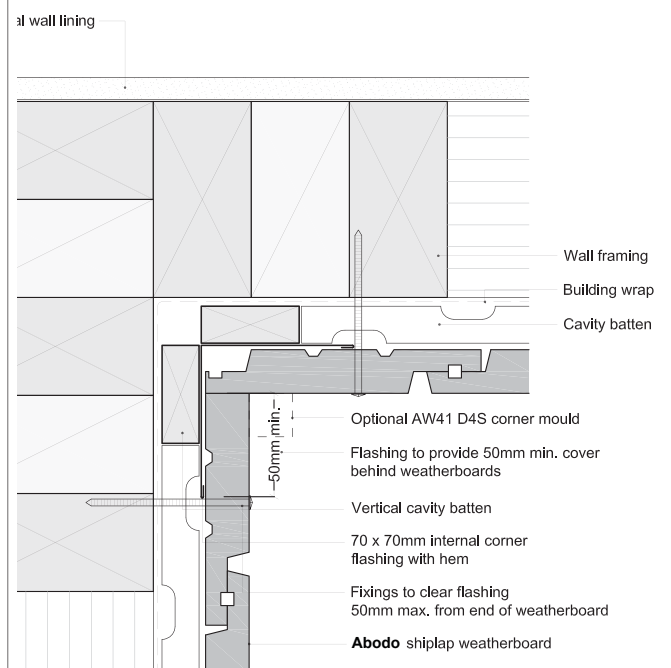 al wall lining
Wall framing
Building wrap
Cavity batten
50mm min.
Optional AW41 D4S corner mould
Flashing to provide 50mm min. cover
behind weatherboards
Vertical cavity batten
70 x 70mm internal corner
flashing with hem
Fixings to clear flashing
50mm max. from end of weatherboard
Abodo shiplap weatherboard